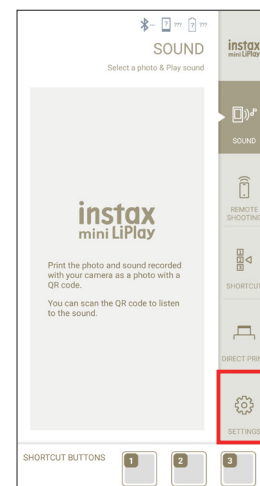 ? ??? ? ???
SOUND
Select a photo & Play sound
instax
mini LiPlay
Print the photo and sound recorded
with your camera as a photo with a
QR code.
You can scan the QR code to listen
to the sound.
instax
mini LiPlay
SOUND
REMOTE
SHOOTING
SHORTCUT
DIRECT PRIN
SETTINGS
SHORTCUT BUTTONS
1
2
3